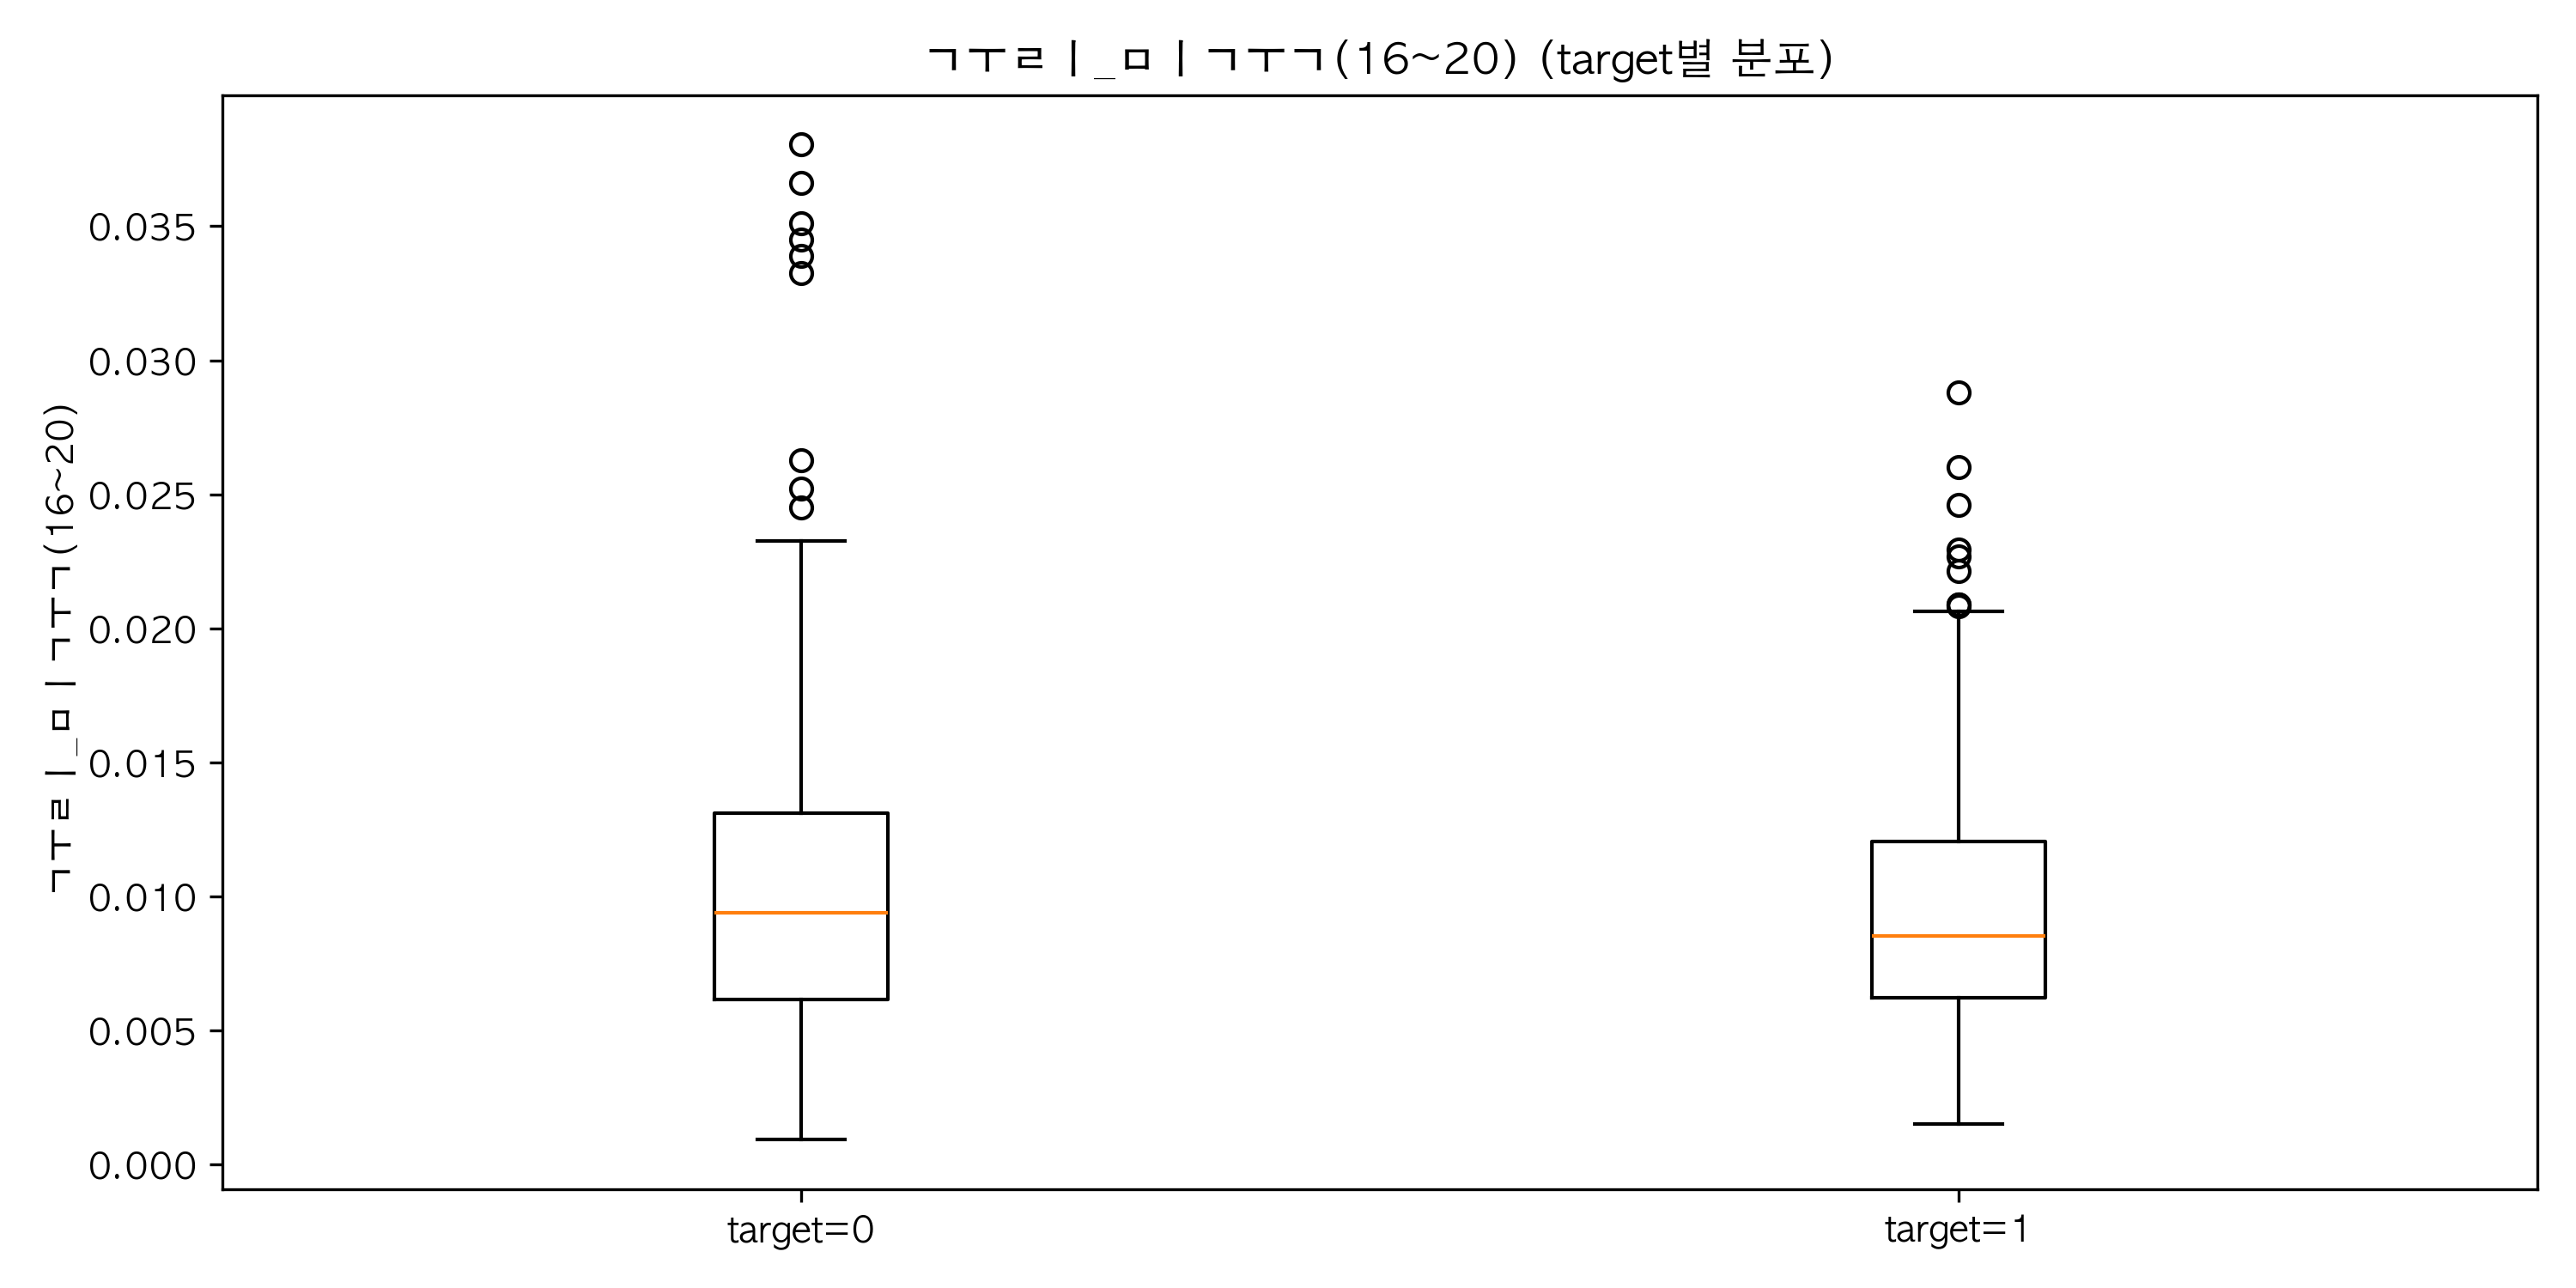 ㄱㅜㄹㅣ_ㅁㅣㄱㅜㄱ(16~20) (target별 분포)
ㄱㅜㄹㅣ_ㅁㅣㄱㅜㄱ(16~20)
0.035
0.030
0.025
0.020
0.015
0.010
0.005
0.000
target=0
target=1